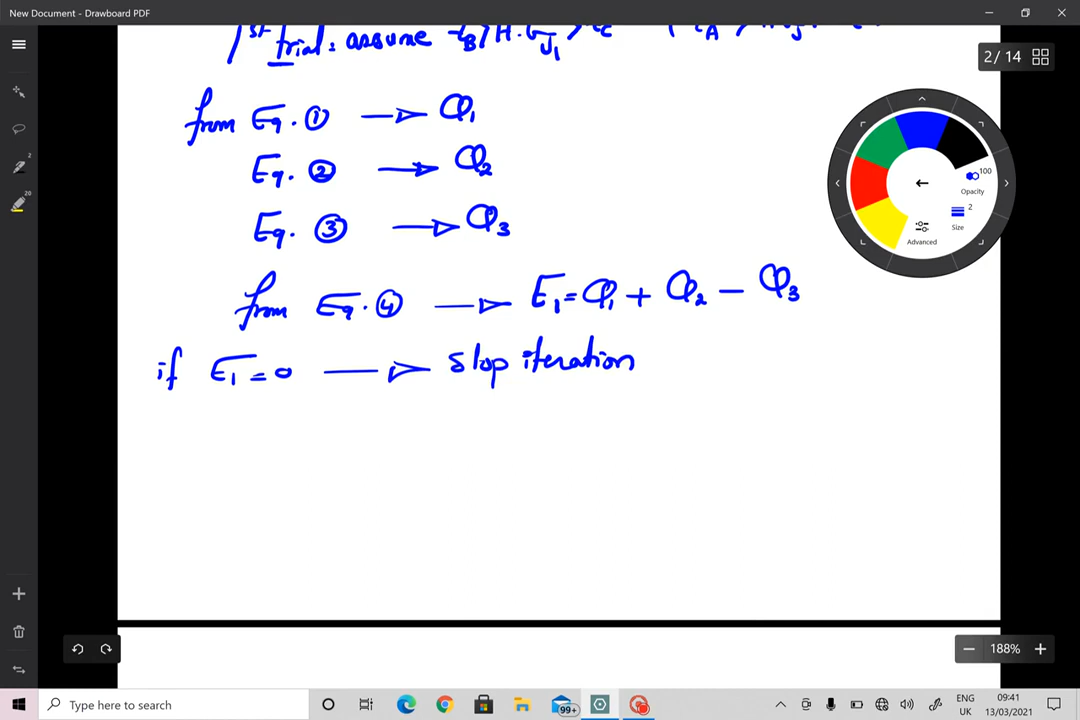 New Document - Drawboard PDF
1st trial: assume
2 / 14
from Eq. ① → Q₁
Eq. ② → Q₂
Eq. ③ → Q₃
from Eq. ④ → E₁ = Q₁ + Q₂ − Q₃
if E₁ = 0 → stop iteration
100
Opacity
2
Size
Advanced
2
20
188%
Type here to search
99+
ENG
UK
09:41
13/03/2021